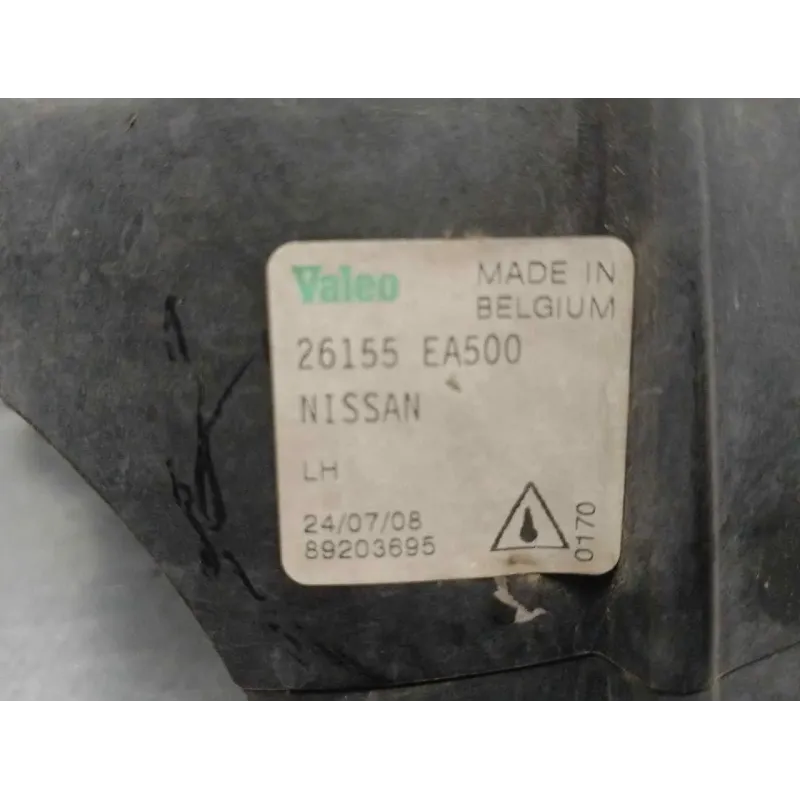 Valeo
MADE IN
BELGIUM
26155 EA500
NISSAN
LH
24/07/08
89203695
0170